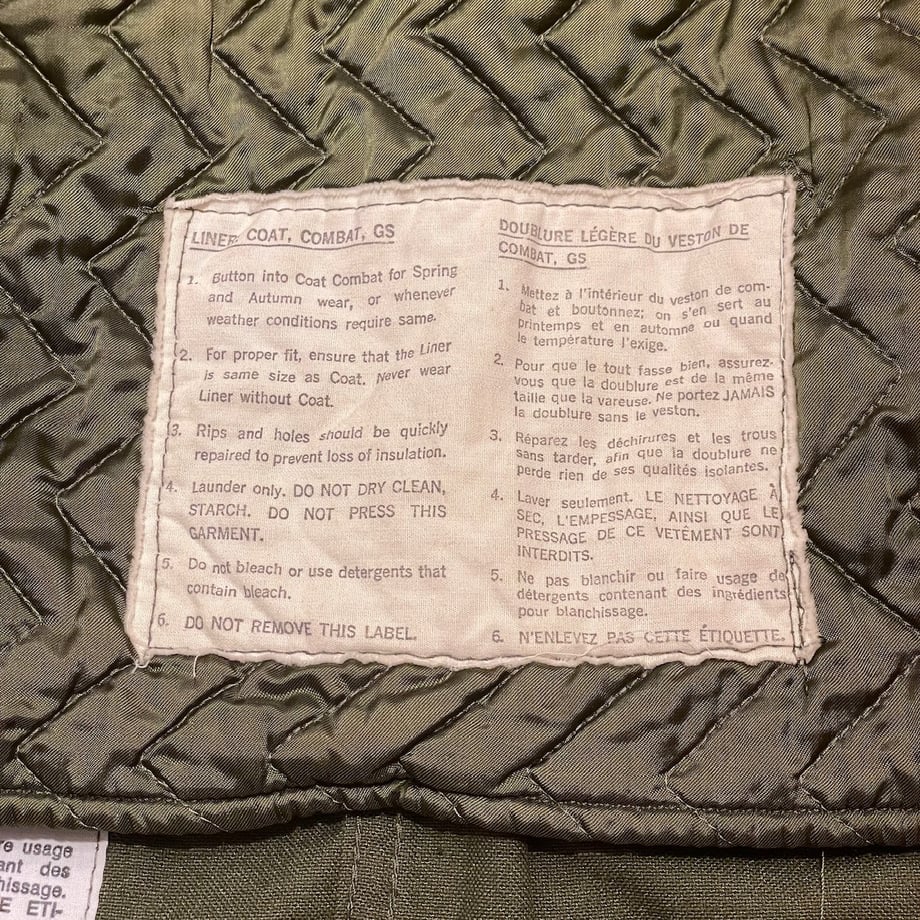 LINER, COAT, COMBAT, GS
1. Button into Coat Combat for Spring
and Autumn wear, or whenever
weather conditions require same.
2. For proper fit, ensure that the Liner
is same size as Coat. Never wear
Liner without Coat.
3. Rips and holes should be quickly
repaired to prevent loss of insulation.
4. Launder only. DO NOT DRY CLEAN,
STARCH. DO NOT PRESS THIS
GARMENT.
5. Do not bleach or use detergents that
contain bleach.
6. DO NOT REMOVE THIS LABEL.
DOUBLURE LÉGÈRE DU VESTON DE
COMBAT, GS
1. Mettez à l'intérieur du veston de com-
bat et boutonnez; on s'en sert au
printemps et en automne ou quand
le température l'exige.
2. Pour que le tout fasse bien, assurez-
vous que la doublure est de la même
taille que la vareuse. Ne portez JAMAIS
la doublure sans le veston.
3. Réparez les déchirures et les trous
sans tarder, afin que la doublure ne
perde rien de ses qualités isolantes.
4. Laver seulement. LE NETTOYAGE À
SEC, L'EMPESSAGE, AINSI QUE LE
PRESSAGE DE CE VETÊMENT SONT
INTERDITS.
5. Ne pas blanchir ou faire usage de
détergents contenant des ingrédients
pour blanchissage.
6. N'ENLEVEZ PAS CETTE ÉTIQUETTE.
re usage
ant des
hissage.
E ETI-